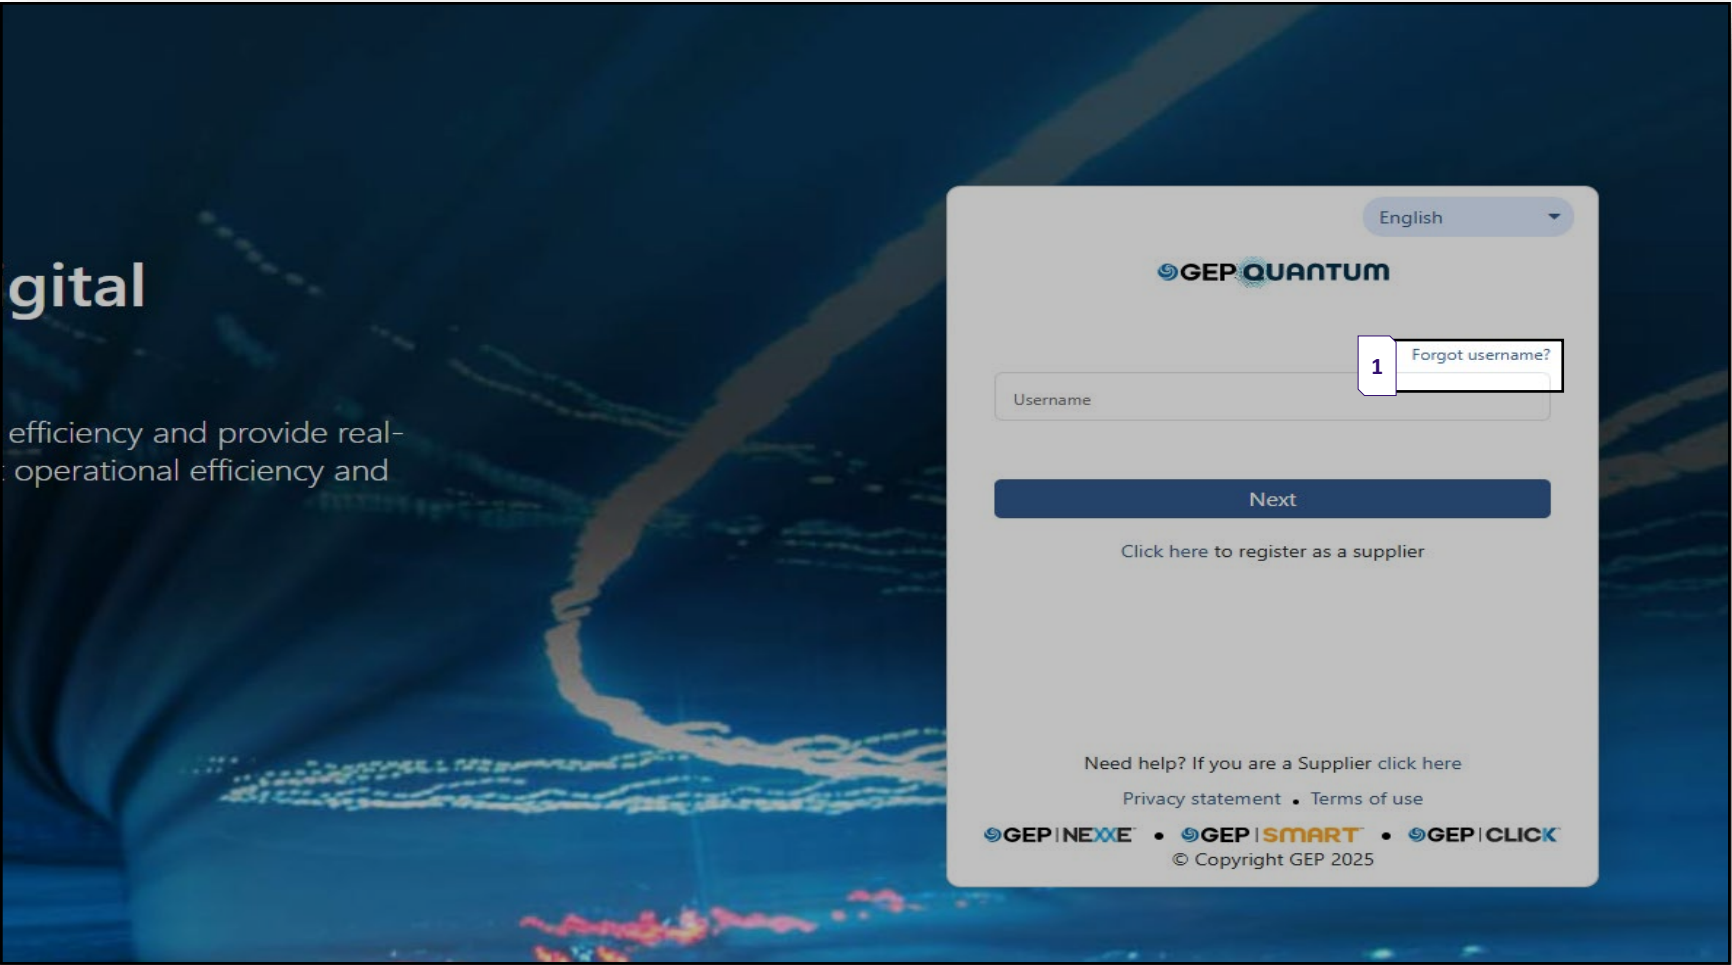 gital
efficiency and provide real-
operational efficiency and
English
GEP QUANTUM
1
Forgot username?
Username
Next
Click here to register as a supplier
Need help? If you are a Supplier click here
Privacy statement • Terms of use
GEP | NEXXE • GEP | SMART • GEP | CLICK
© Copyright GEP 2025